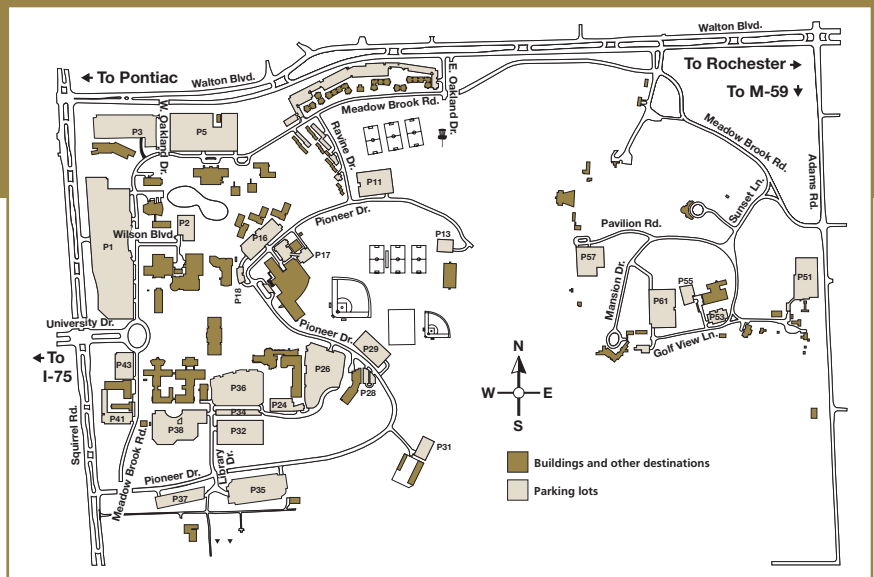 Walton Blvd.
To Pontiac
Walton Blvd.
To Rochester
To M-59
E. Oakland Dr.
Meadow Brook Rd.
W. Oakland Dr.
P3
P5
Ravine Dr.
Meadow Brook Rd.
Adams Rd.
P11
Sunset Ln.
Pioneer Dr.
P1
P2
Wilson Blvd.
P16
P17
P18
P13
Pavilion Rd.
P57
Mansion Dr.
P55
P51
P61
P53
Golf View Ln.
University Dr.
To
I-75
Pioneer Dr.
P29
P43
P26
P28
P36
P24
P34
P41
P38
P32
N
W
E
S
Squirrel Rd.
Meadow Brook Rd.
Library Dr.
Pioneer Dr.
P31
P37
P35
Buildings and other destinations
Parking lots